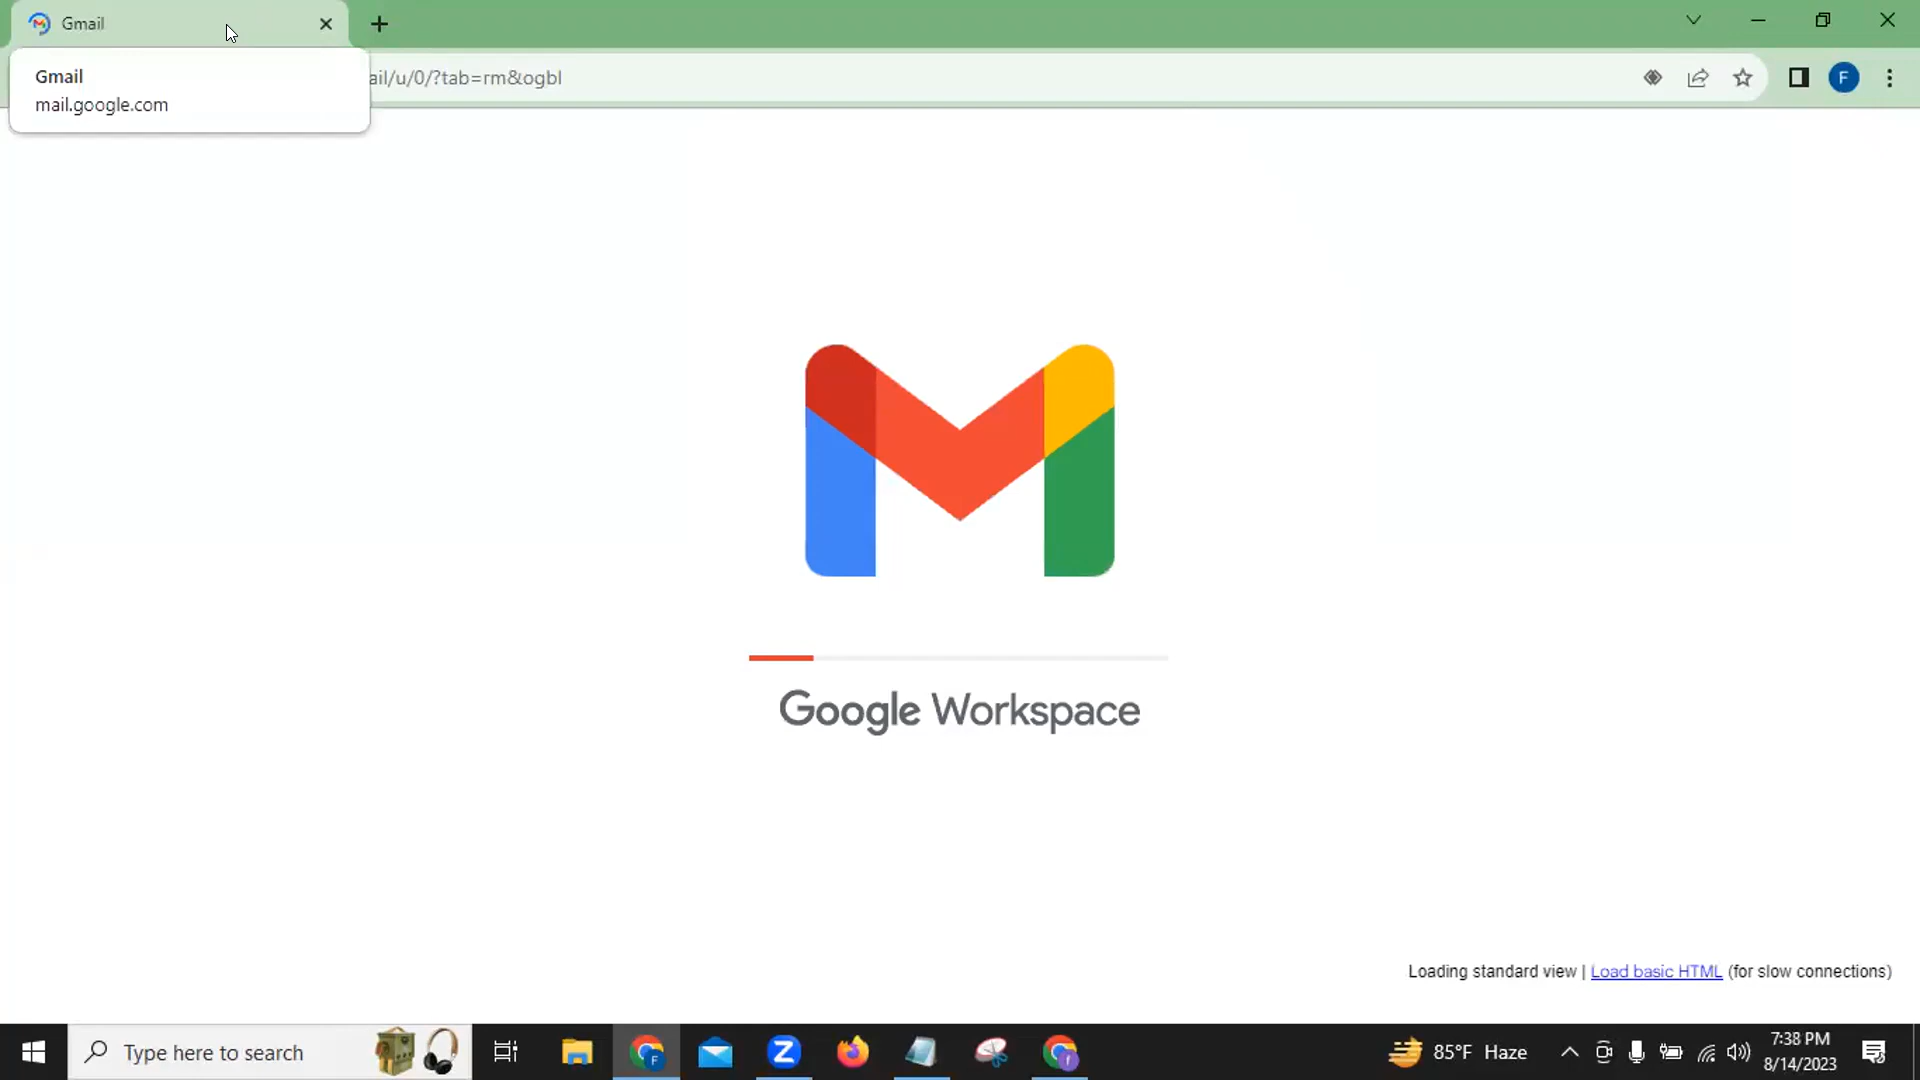 Gmail
Gmail
mail.google.com
ail/u/0/?tab=rm&ogbl
F
Google Workspace
Loading standard view | Load basic HTML (for slow connections)
Type here to search
F
Z
f
85°F Haze
7:38 PM
8/14/2023